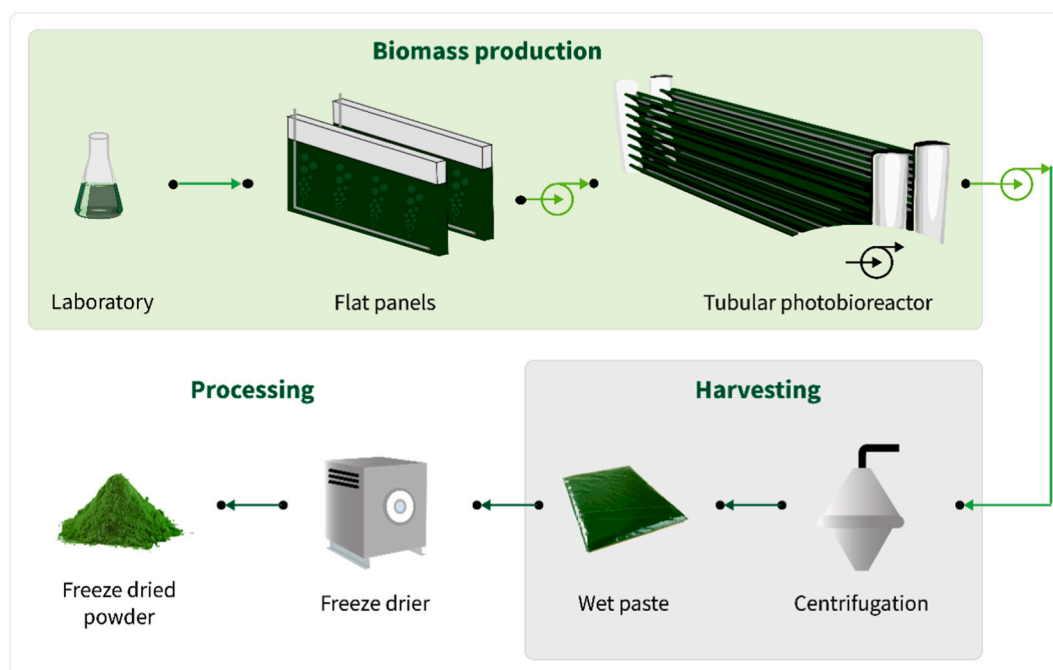 Biomass production
Laboratory
Flat panels
Tubular photobioreactor
Processing
Harvesting
Freeze dried
powder
Freeze drier
Wet paste
Centrifugation